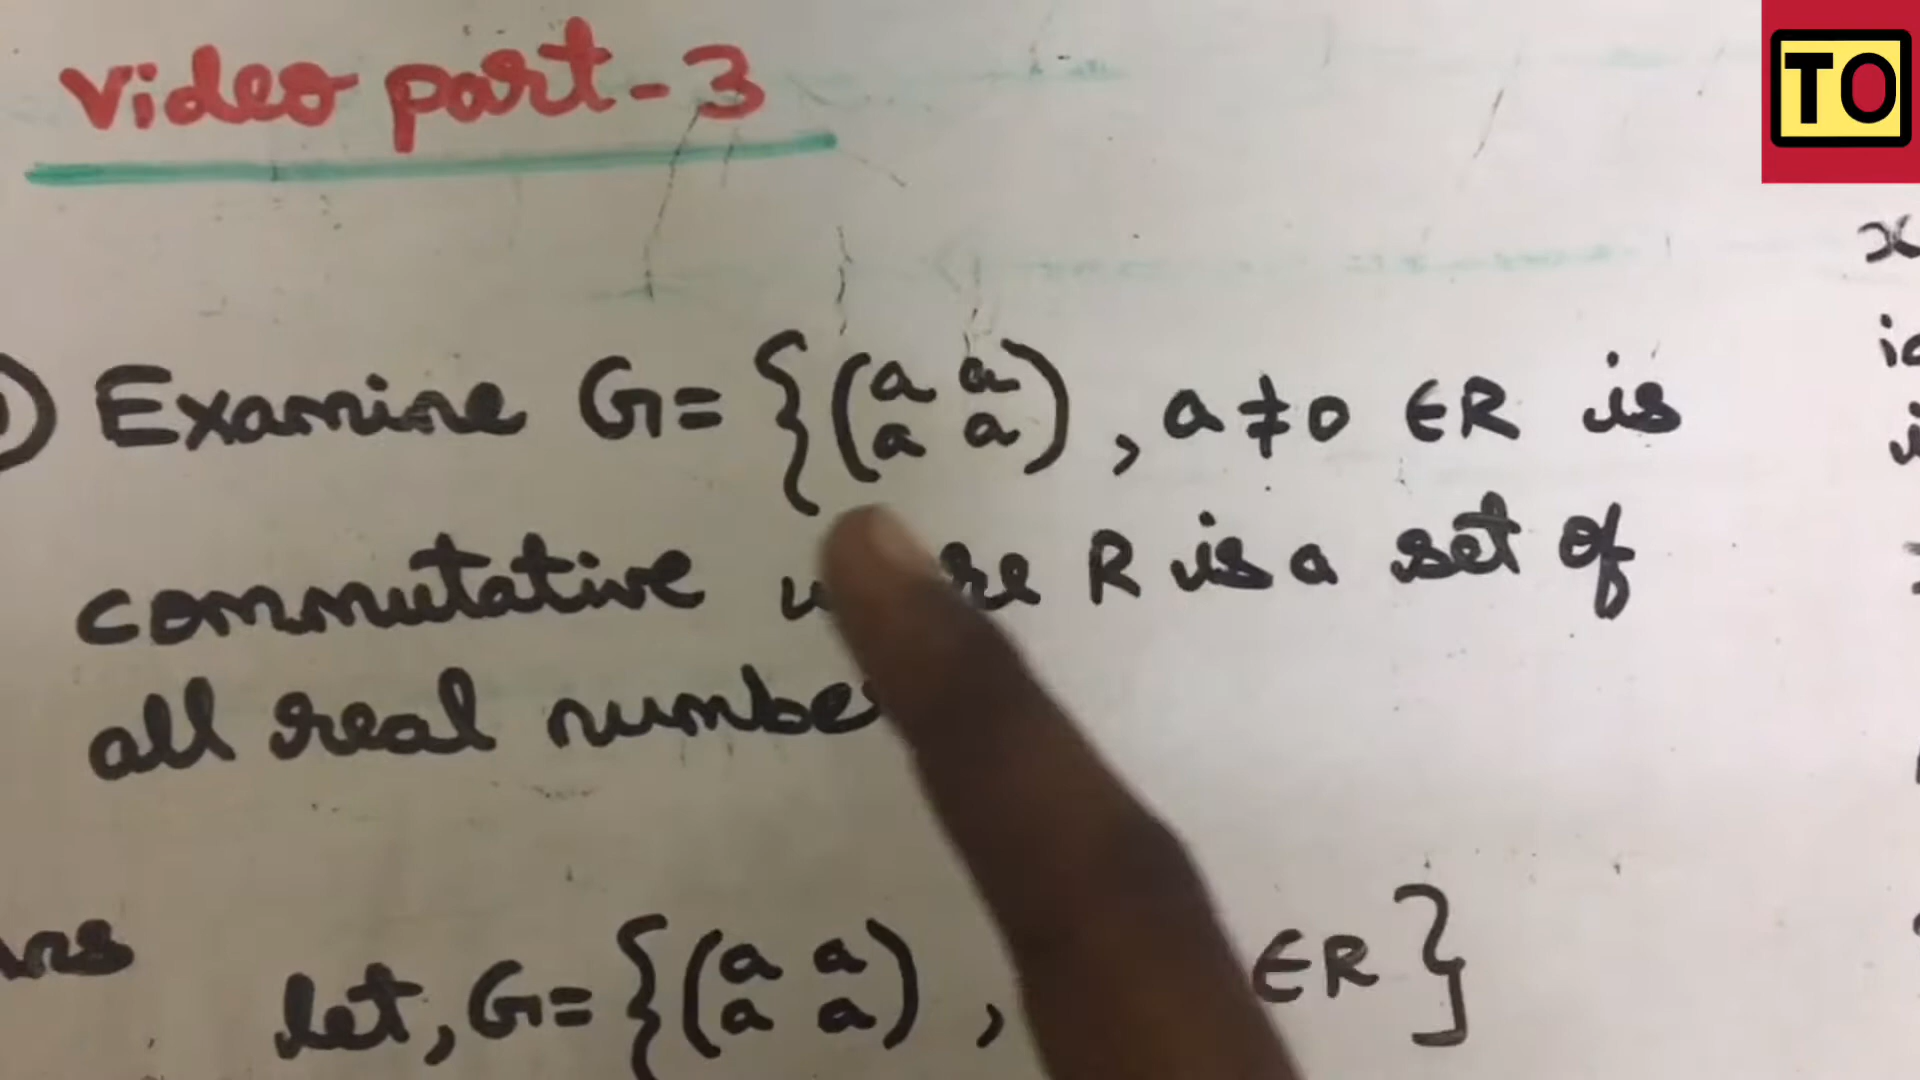 Video part-3
TO
Examine G = { (a a
a a) , a ≠ 0 ∈ R is
commutative R is a set of
all real
let, G = { (a a
a a) , ∈ R }